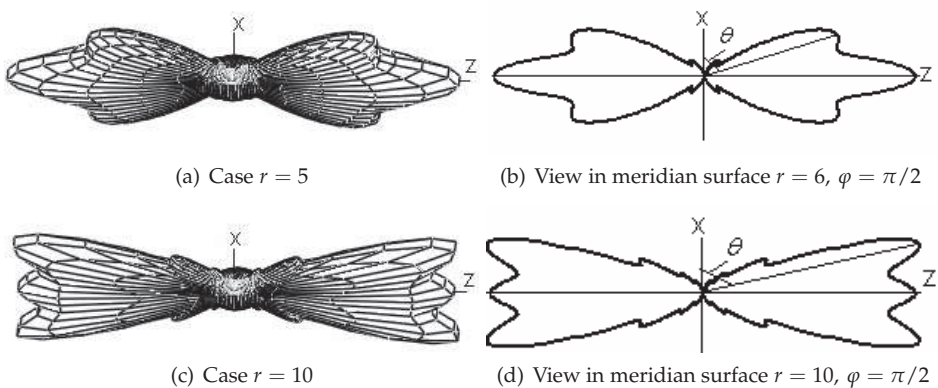 X
Z
X
θ
Z
(a) Case r = 5
(b) View in meridian surface r = 6, φ = π/2
X
Z
X
θ
Z
(c) Case r = 10
(d) View in meridian surface r = 10, φ = π/2